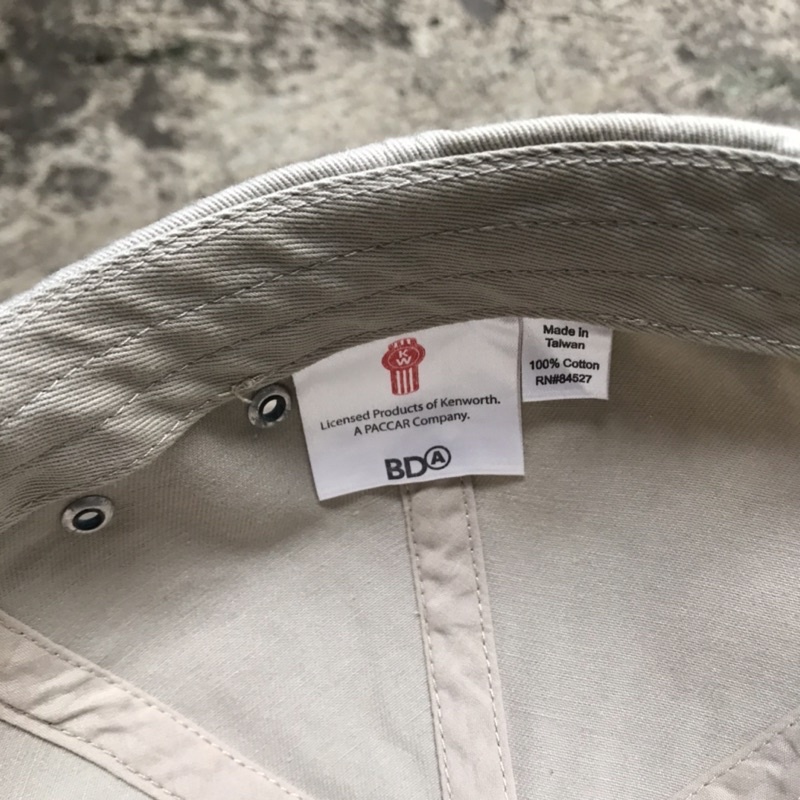 KW
Licensed Products of Kenworth.
A PACCAR Company.
BDA
Made In
Taiwan
100% Cotton
RN#84527